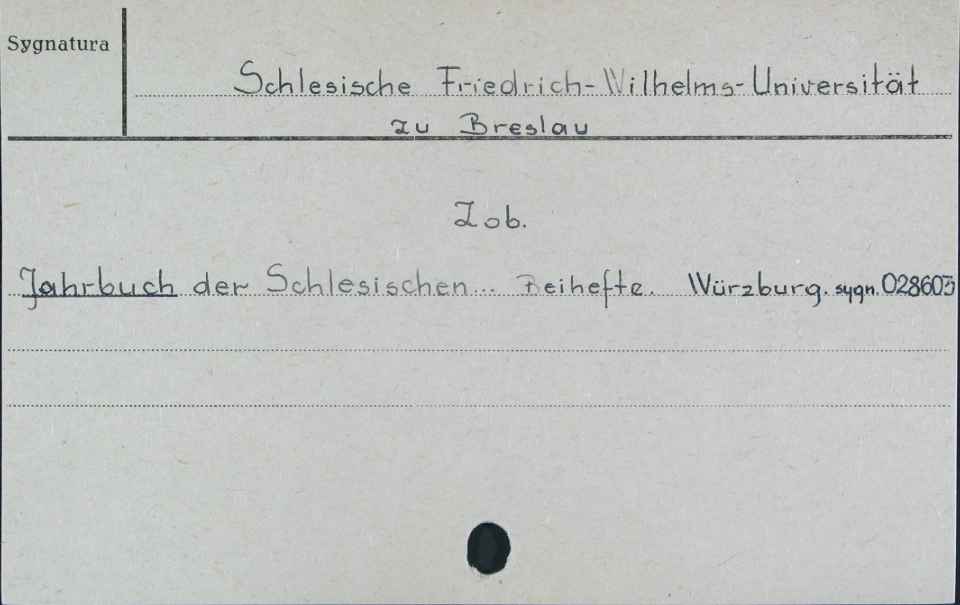 Sygnatura
Schlesische Friedrich-Wilhelms-Universität
zu Breslau
Zob.
Jahrbuch der Schlesischen... Beihefte. Würzburg. sygn. 028603